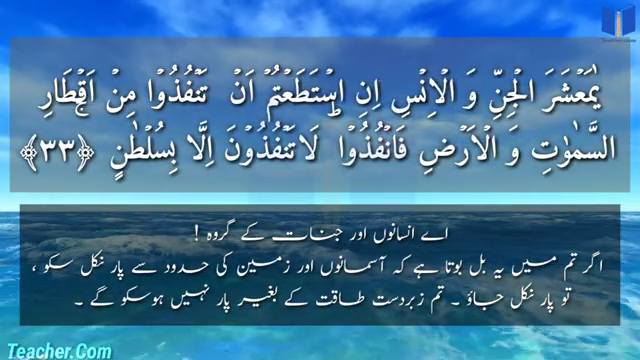 یٰمَعۡشَرَ الۡجِنِّ وَ الۡاِنۡسِ اِنِ اسۡتَطَعۡتُمۡ اَنۡ تَنۡفُذُوۡا مِنۡ اَقۡطَارِ
السَّمٰوٰتِ وَ الۡاَرۡضِ فَانۡفُذُوۡا ؕ لَا تَنۡفُذُوۡنَ اِلَّا بِسُلۡطٰنٍ ﴿ۚ۳۳﴾
اے انسانوں اور جنات کے گروہ !
اگر تم میں یہ بل بوتا ہے کہ آسمانوں اور زمین کی حدود سے پار نکل سکو ،
تو پار نکل جاؤ ۔ تم زبردست طاقت کے بغیر پار نہیں ہوسکو گے ۔
Teacher.Com